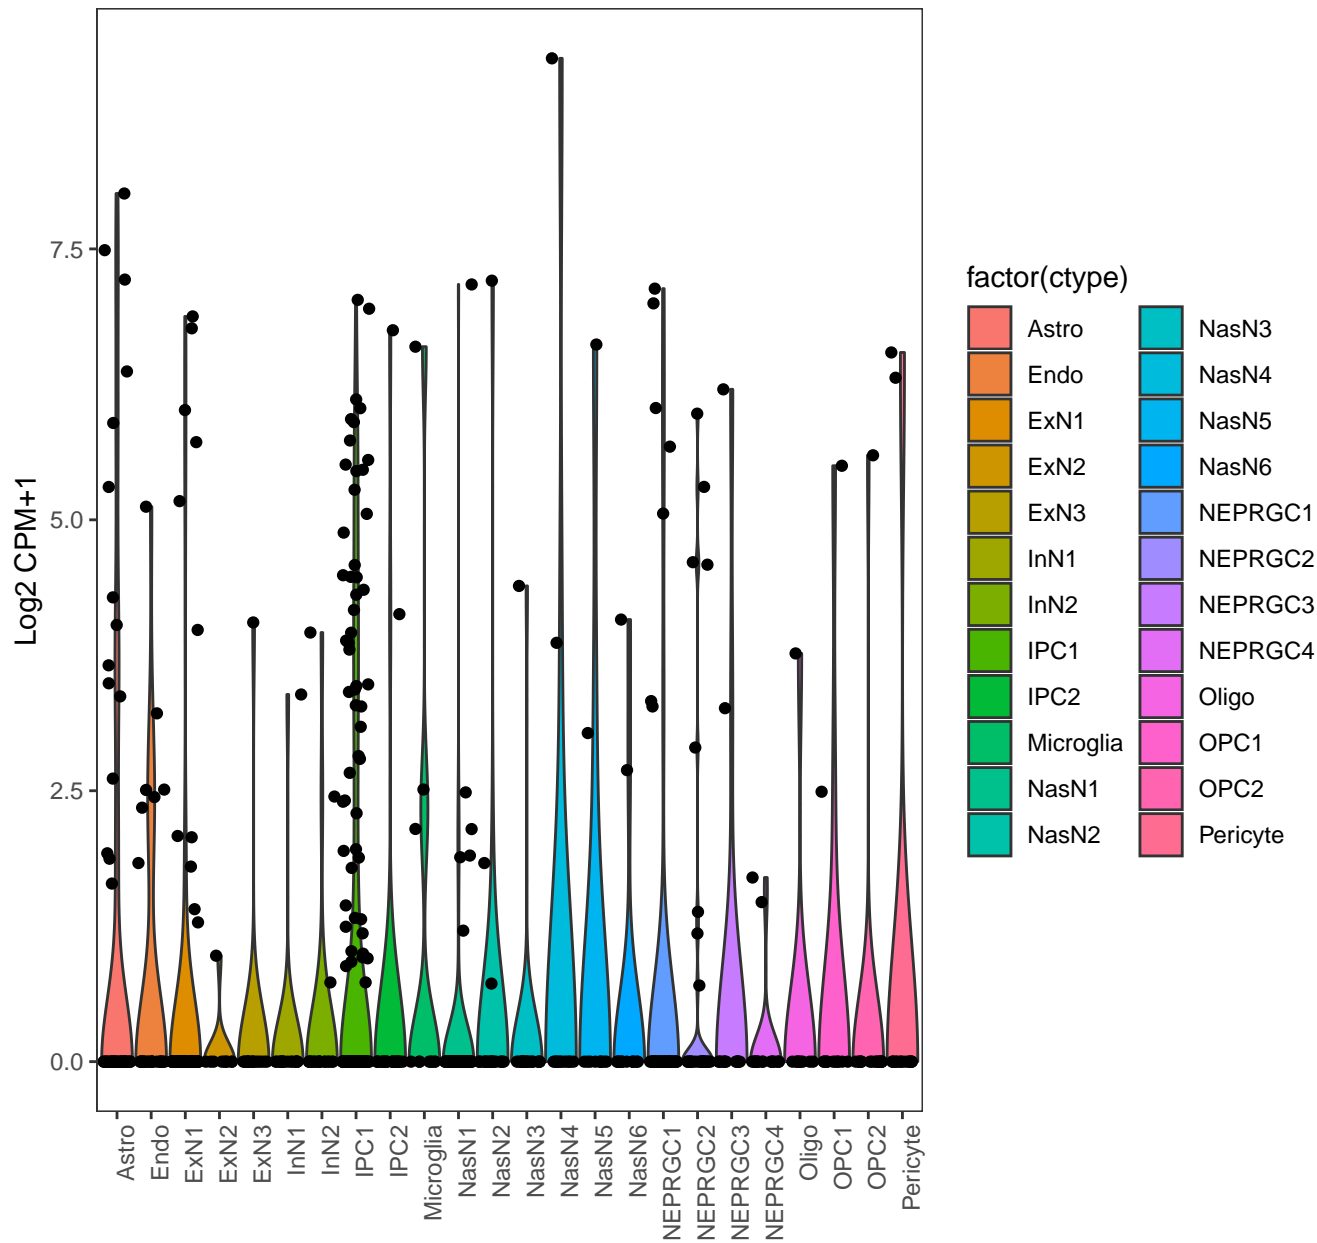 7.5
5.0
2.5
0.0
Log2 CPM+1
Astro
Endo
ExN1
ExN2
ExN3
InN1
InN2
IPC1
IPC2
Microglia
NasN1
NasN2
NasN3
NasN4
NasN5
NasN6
NEPRGC1
NEPRGC2
NEPRGC3
NEPRGC4
Oligo
OPC1
OPC2
Pericyte
factor(ctype)
Astro
Endo
ExN1
ExN2
ExN3
InN1
InN2
IPC1
IPC2
Microglia
NasN1
NasN2
NasN3
NasN4
NasN5
NasN6
NEPRGC1
NEPRGC2
NEPRGC3
NEPRGC4
Oligo
OPC1
OPC2
Pericyte